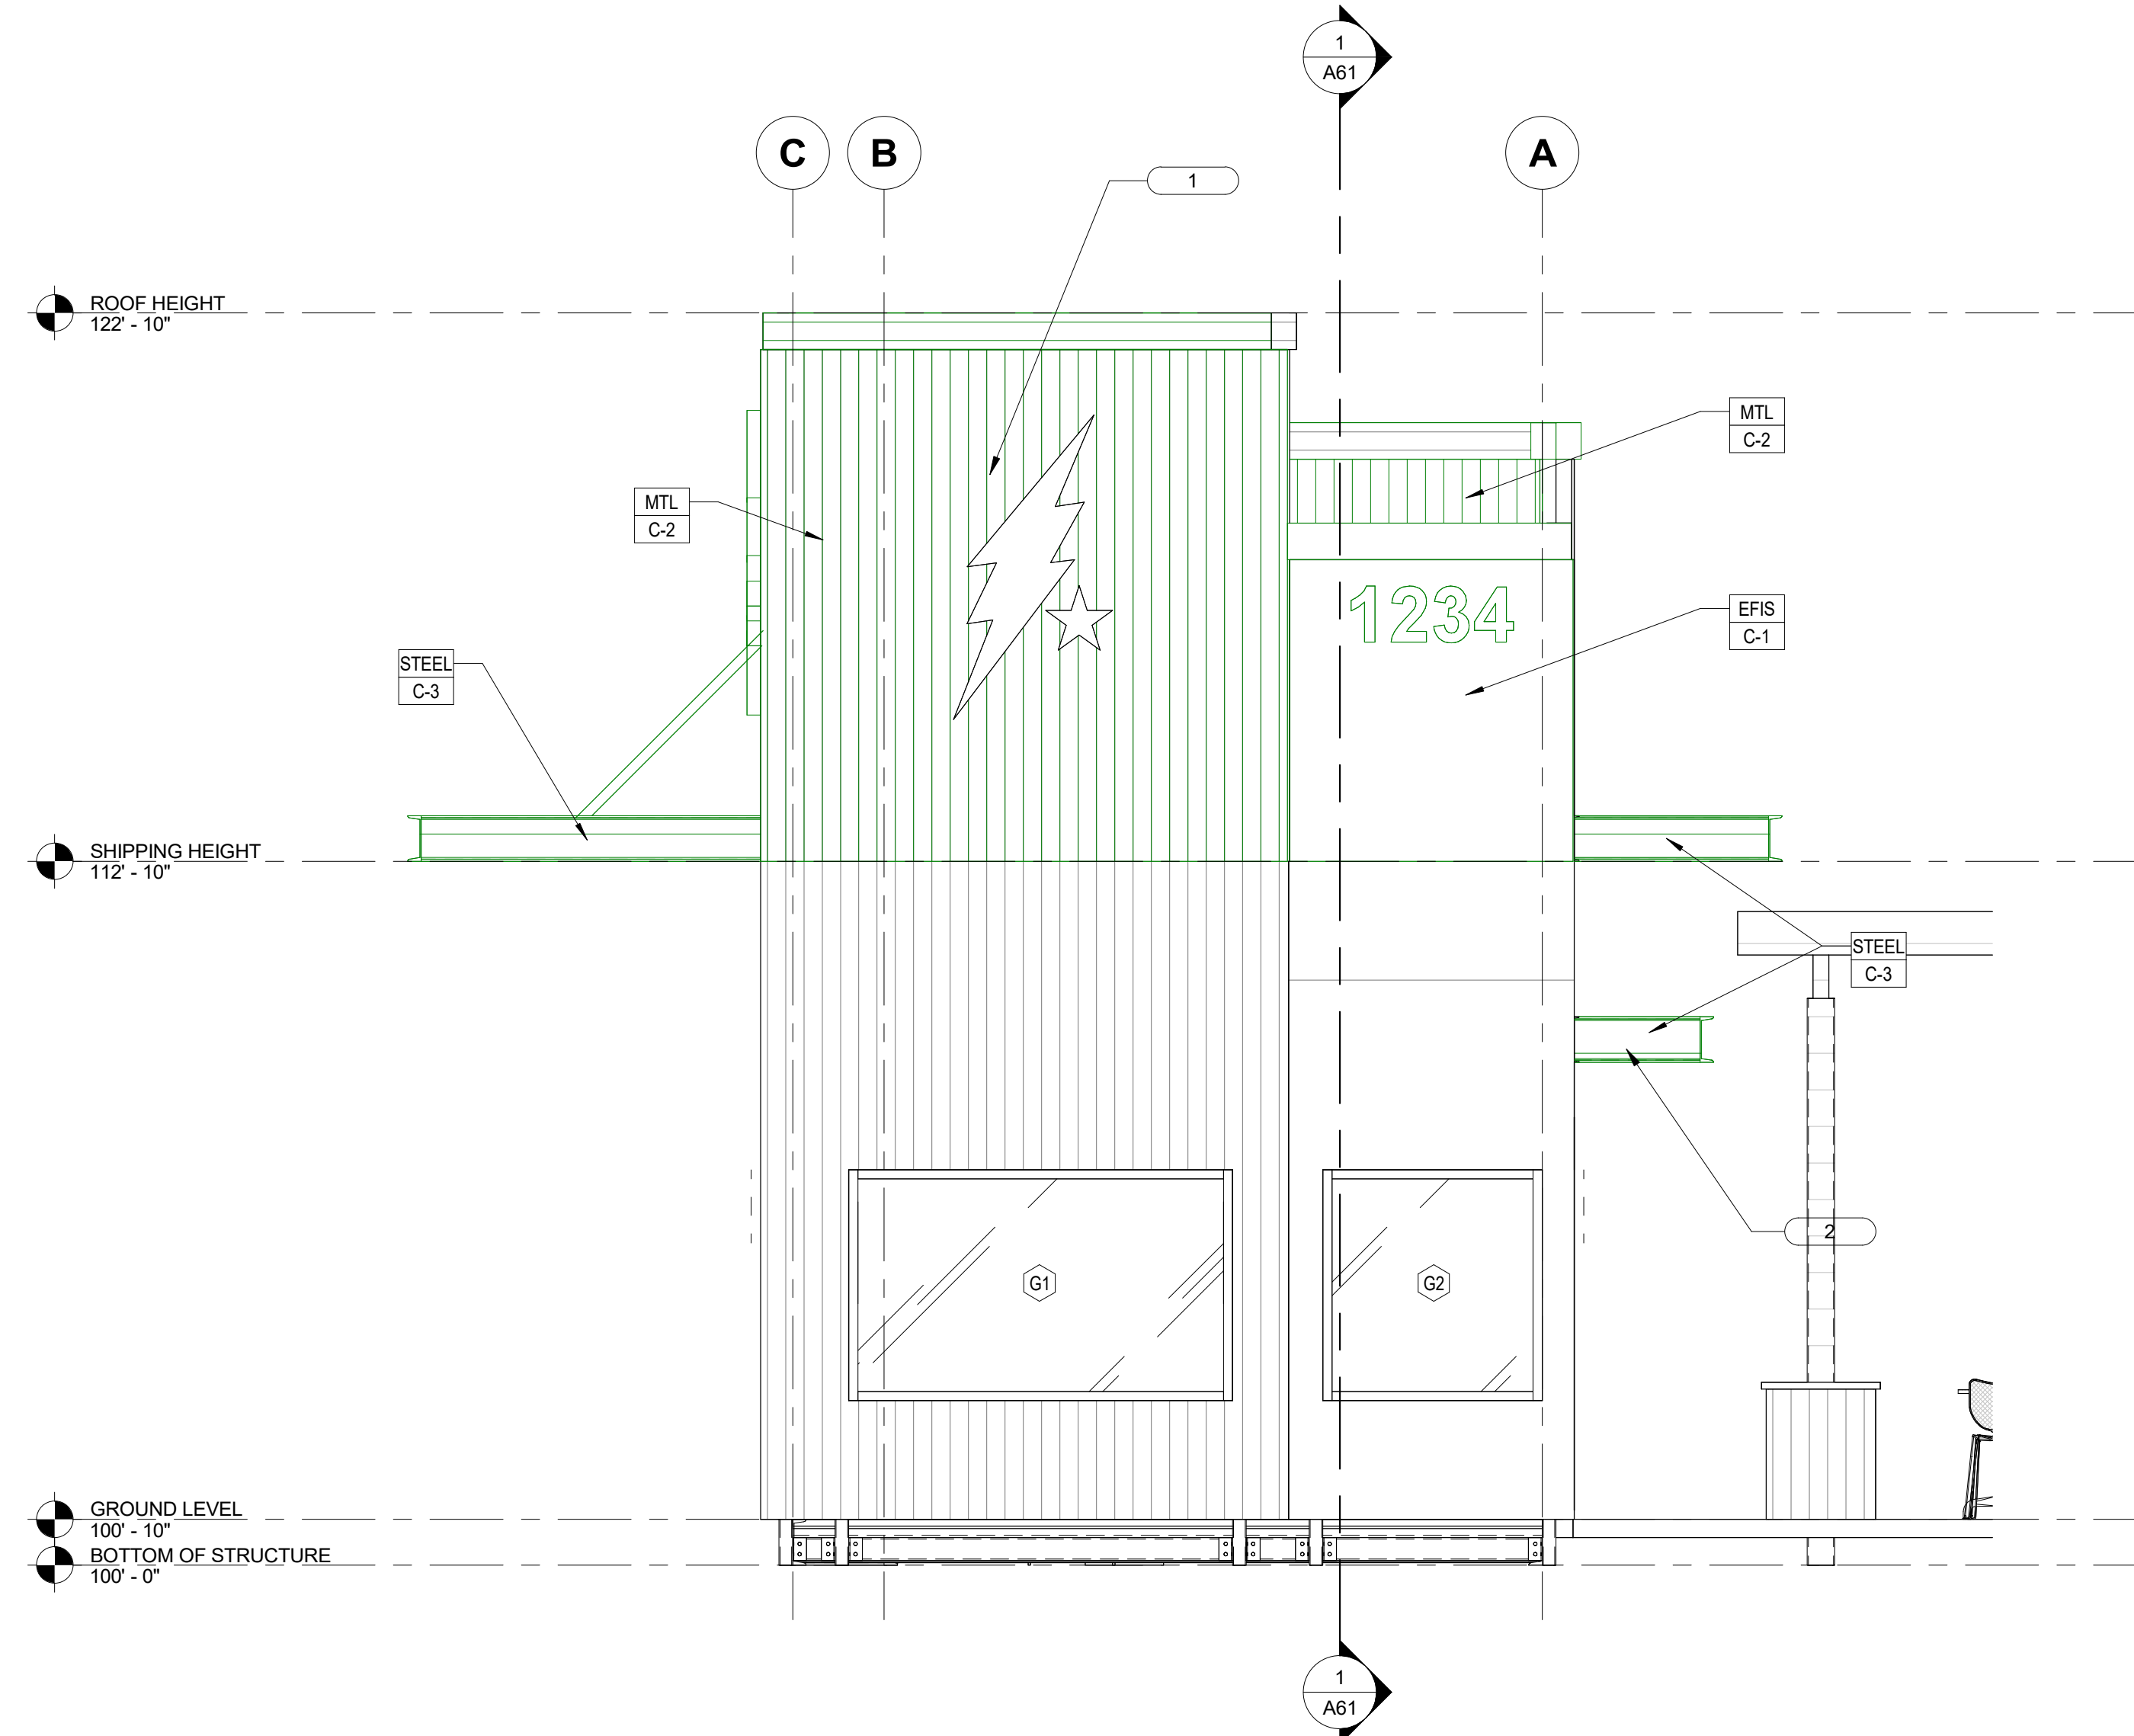 1
A61
C
B
A
1
ROOF HEIGHT
122' - 10"
MTL
C-2
MTL
C-2
1234
EFIS
C-1
STEEL
C-3
SHIPPING HEIGHT
112' - 10"
STEEL
C-3
2
G1
G2
GROUND LEVEL
100' - 10"
BOTTOM OF STRUCTURE
100' - 0"
1
A61